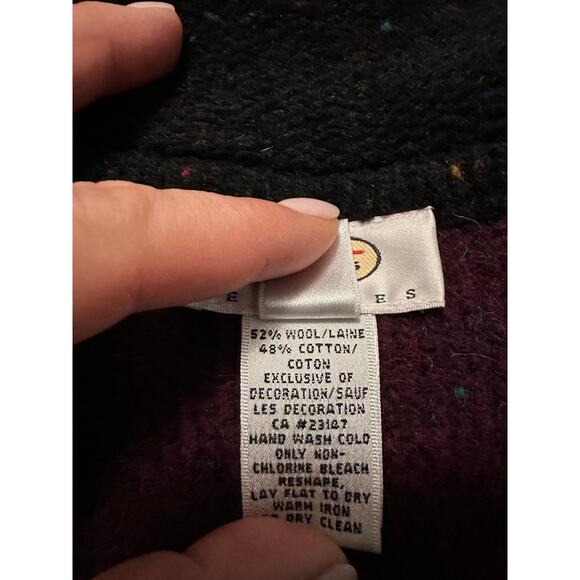 E E S
52% WOOL/LAINE
48% COTTON/
COTON
EXCLUSIVE OF
DECORATION/SAUF
LES DECORATION
CA #23147
HAND WASH COLD
ONLY NON-
CHLORINE BLEACH
RESHAPE,
LAY FLAT TO DRY
WARM IRON
DRY CLEAN